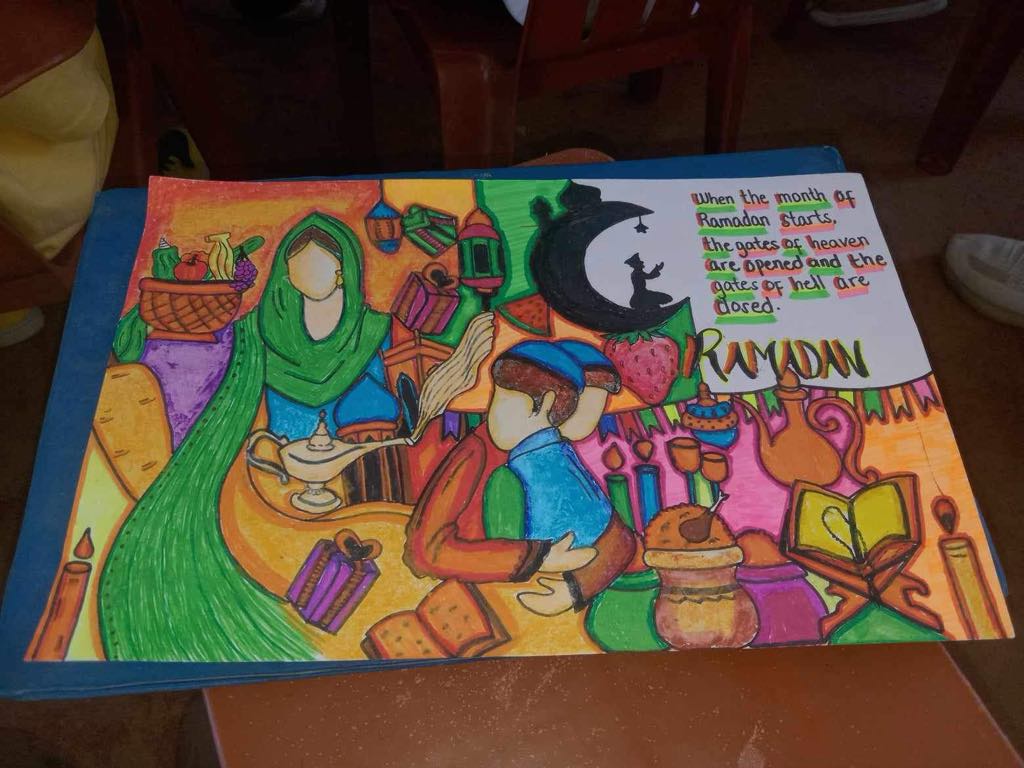 When the month of
Ramadan starts,
the gates of heaven
are opened and the
gates of hell are
closed.
RAMADAN